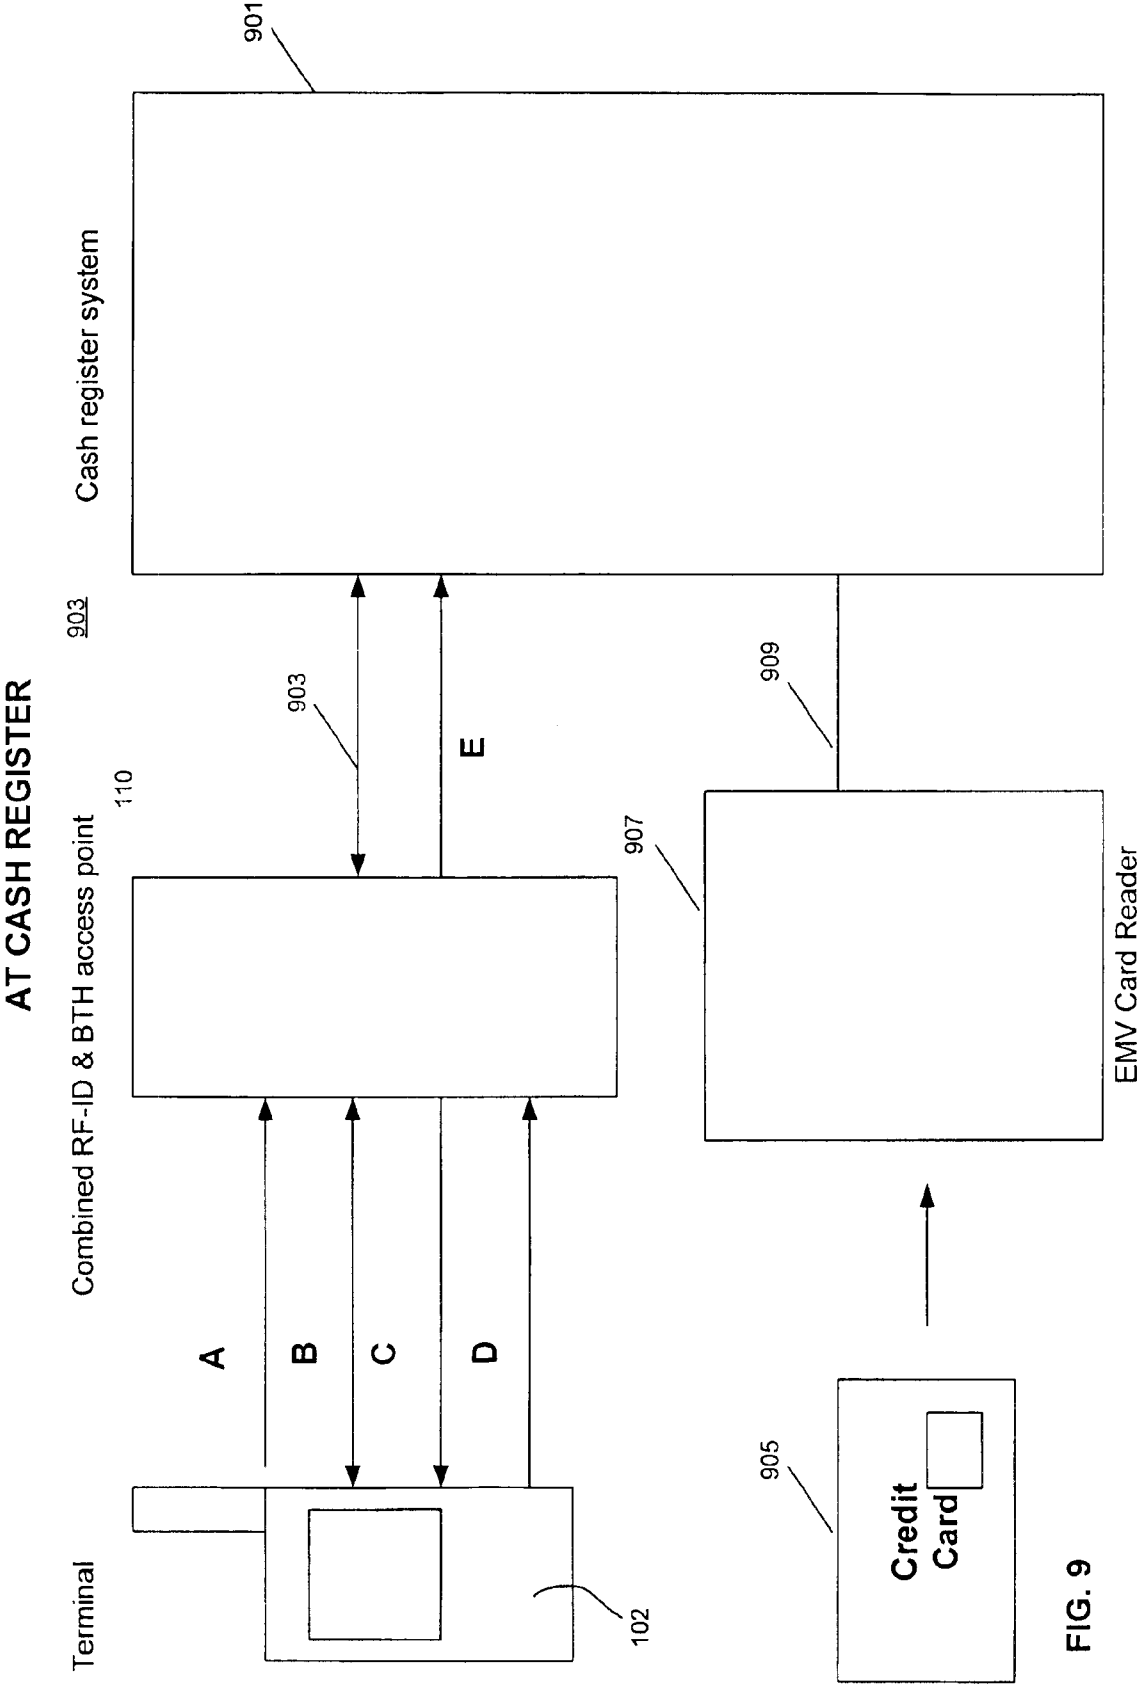 AT CASH REGISTER
Terminal
Combined RF-ID & BTH access point
110
903
Cash register system
901
A
B
C
D
903
E
102
905
Credit
Card
907
909
EMV Card Reader
FIG. 9